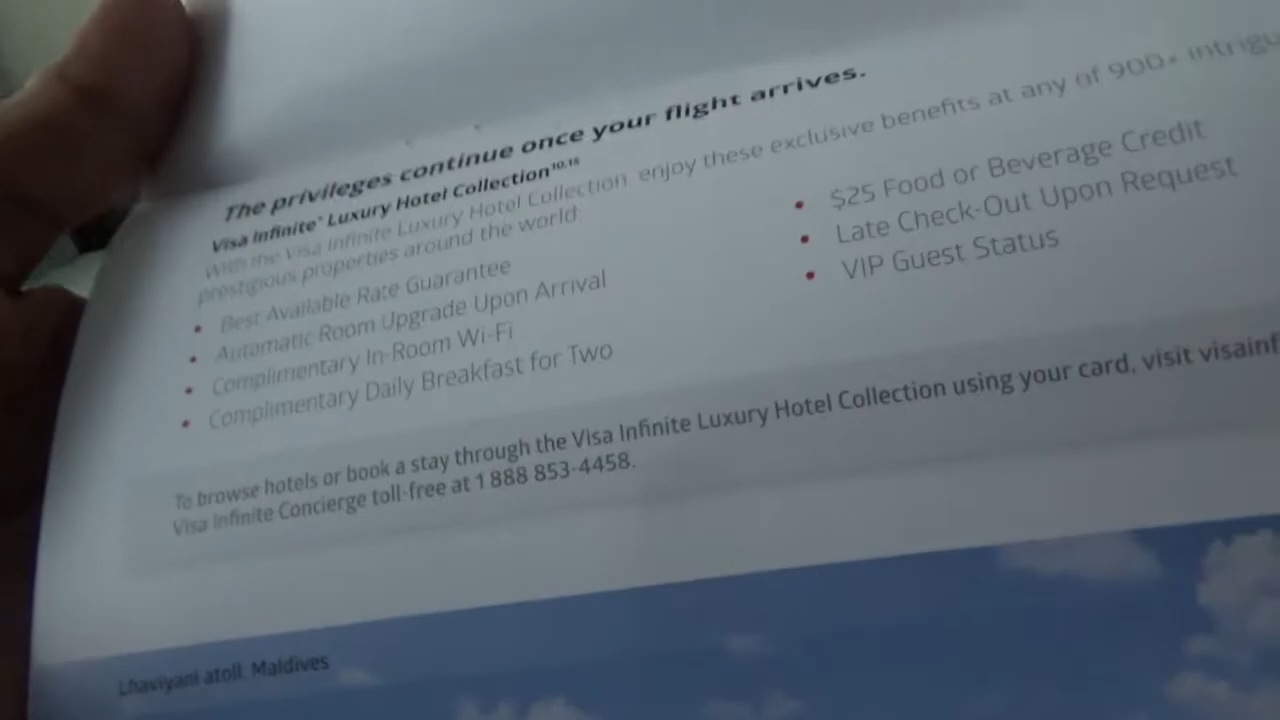 The privileges continue once your flight arrives.
Visa Infinite* Luxury Hotel Collection10,15
With the Visa Infinite Luxury Hotel Collection enjoy these exclusive benefits at any of 900+
prestigious properties around the world:
• Best Available Rate Guarantee
• Automatic Room Upgrade Upon Arrival
• Complimentary In-Room Wi-Fi
• Complimentary Daily Breakfast for Two
• $25 Food or Beverage Credit
• Late Check-Out Upon Request
• VIP Guest Status
To browse hotels or book a stay through the Visa Infinite Luxury Hotel Collection using your card, visit
Visa Infinite Concierge toll-free at 1 888 853-4458.
Lhaviyani atoll, Maldives